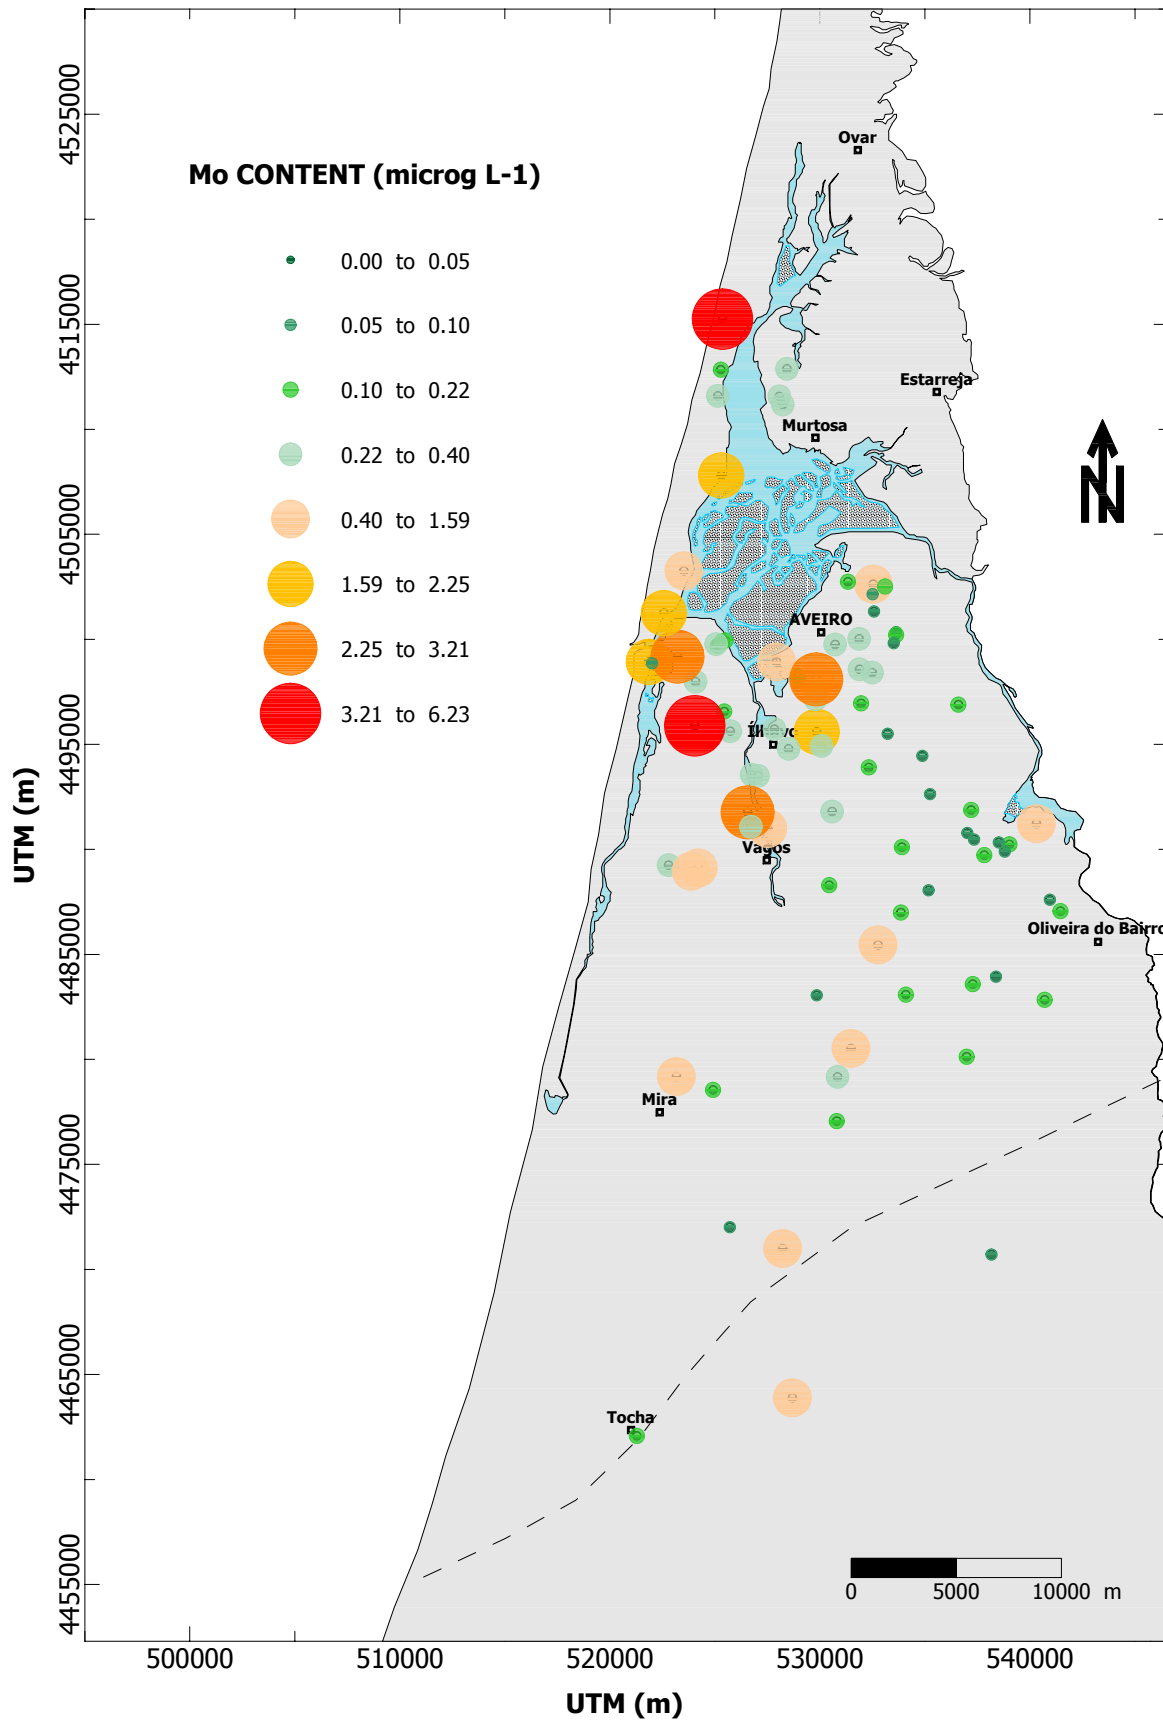 4525000
Ovar
Mo CONTENT (microg L-1)
0.00 to 0.05
0.05 to 0.10
0.10 to 0.22
0.22 to 0.40
0.40 to 1.59
1.59 to 2.25
2.25 to 3.21
3.21 to 6.23
4515000
Estarreja
Murtosa
N
4505000
AVEIRO
4495000
Ílhavo
UTM (m)
Vagos
4485000
Oliveira do Bairro
Mira
4475000
4465000
Tocha
4455000
0 5000 10000 m
500000 510000 520000 530000 540000
UTM (m)